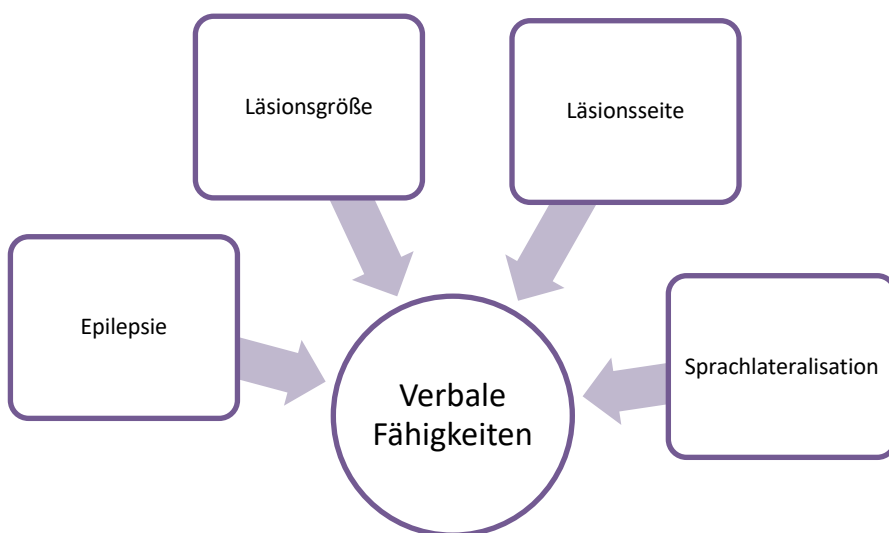 Läsionsgröße
Läsionsseite
Epilepsie
Sprachlateralisation
Verbale
Fähigkeiten